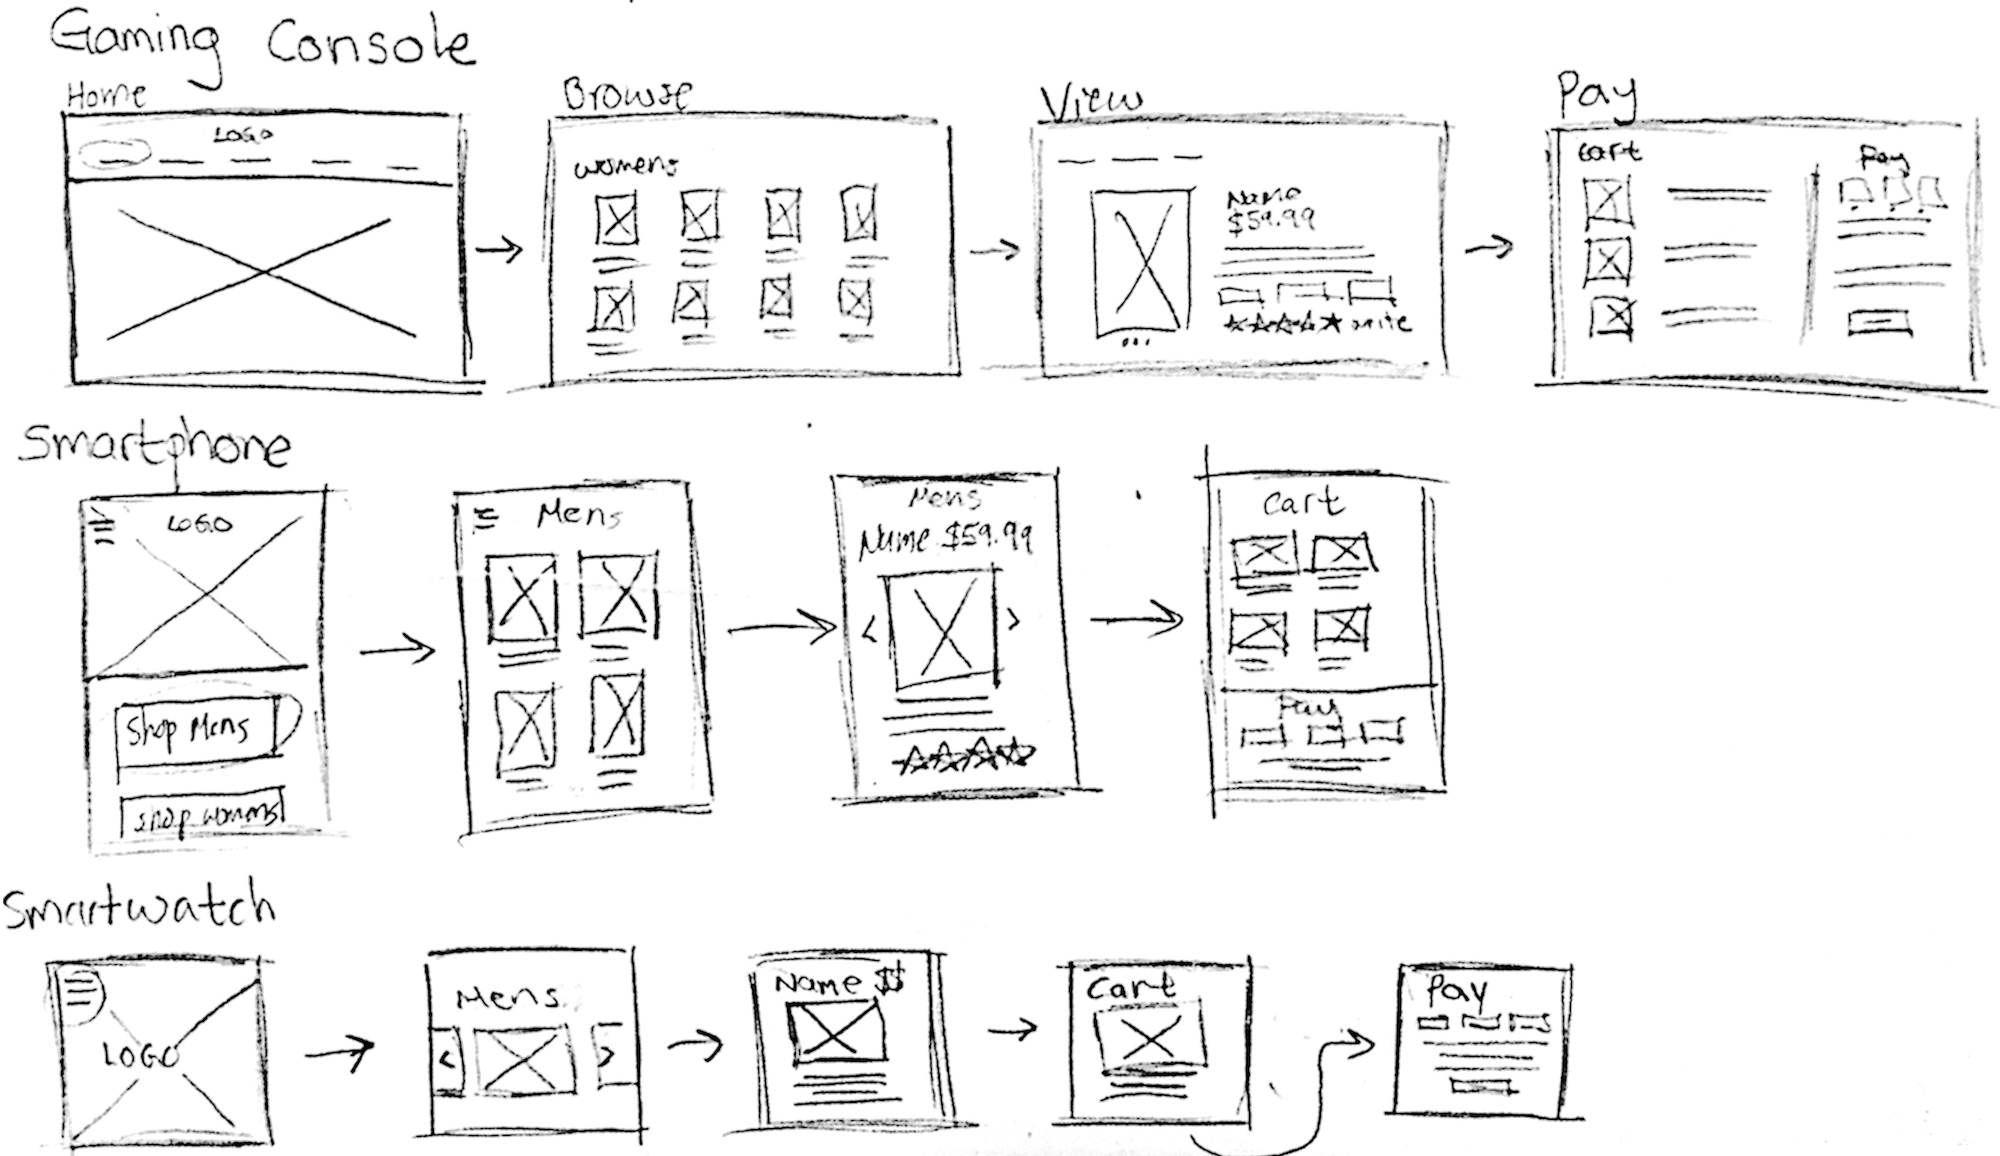 Gaming Console
Home
Browse
View
Pay
LOGO
womens
Name
$59.99
Cart
Pay
Smartphone
LOGO
Shop Mens
Shop womens
Mens
Mens
Name $59.99
Cart
Pay
Smartwatch
LOGO
Mens
Name $
Cart
Pay